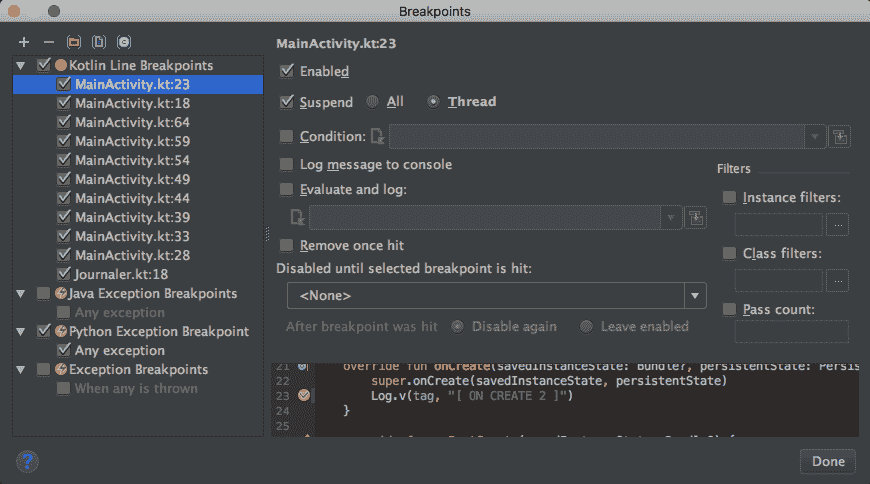 Breakpoints
MainActivity.kt:23
Kotlin Line Breakpoints
MainActivity.kt:23
MainActivity.kt:18
MainActivity.kt:64
MainActivity.kt:59
MainActivity.kt:54
MainActivity.kt:49
MainActivity.kt:44
MainActivity.kt:39
MainActivity.kt:33
MainActivity.kt:28
Journaler.kt:18
Java Exception Breakpoints
Any exception
Python Exception Breakpoint
Any exception
Exception Breakpoints
When any is thrown
Enabled
Suspend All Thread
Condition:
Log message to console
Evaluate and log:
Remove once hit
Disabled until selected breakpoint is hit:
<None>
After breakpoint was hit Disable again Leave enabled
Filters
Instance filters:
...
Class filters:
...
Pass count:
21 override fun onCreate(savedInstanceState: Bundle?, persistentState: Persis
22 super.onCreate(savedInstanceState, persistentState)
23 Log.v(tag, "[ ON CREATE 2 ]")
24 }
25
?
Done